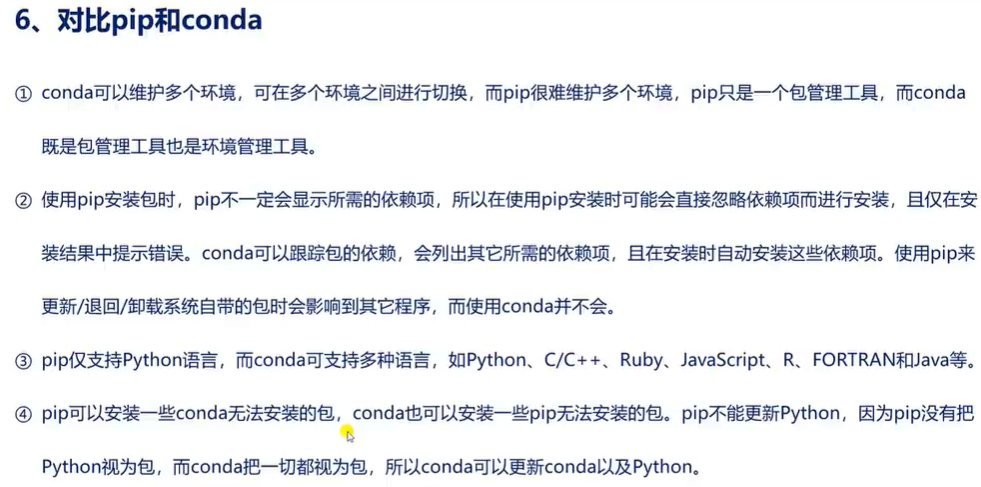 6、对比pip和conda
① conda可以维护多个环境，可在多个环境之间进行切换，而pip很难维护多个环境，pip只是一个包管理工具，而conda
既是包管理工具也是环境管理工具。
② 使用pip安装包时，pip不一定会显示所需的依赖项，所以在使用pip安装时可能会直接忽略依赖项而进行安装，且仅在安
装结果中提示错误。conda可以跟踪包的依赖，会列出其它所需的依赖项，且在安装时自动安装这些依赖项。使用pip来
更新/退回/卸载系统自带的包时会影响到其它程序，而使用conda并不会。
③ pip仅支持Python语言，而conda可支持多种语言，如Python、C/C++、Ruby、JavaScript、R、FORTRAN和Java等。
④ pip可以安装一些conda无法安装的包，conda也可以安装一些pip无法安装的包。pip不能更新Python，因为pip没有把
Python视为包，而conda把一切都视为包，所以conda可以更新conda以及Python。